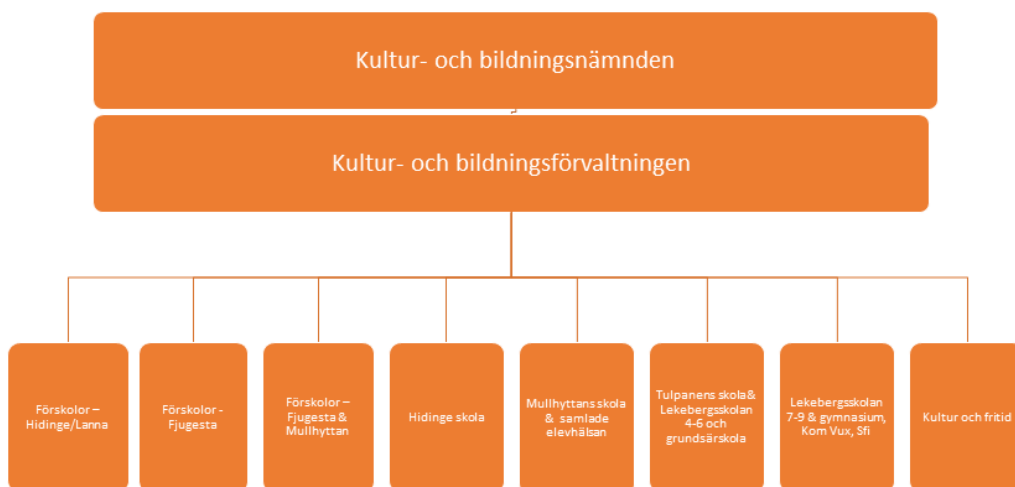 Kultur- och bildningsnämnden
Kultur- och bildningsförvaltningen
Förskolor –
Hidinge/Lanna
Förskolor -
Fjugesta
Förskolor –
Fjugesta &
Mullhyttan
Hidinge skola
Mullhyttans skola
& samlade
elevhälsan
Tulpanens skola&
Lekebergsskolan
4-6 och
grundsärskola
Lekebergsskolan
7-9 & gymnasium,
Kom Vux, Sfi
Kultur och fritid